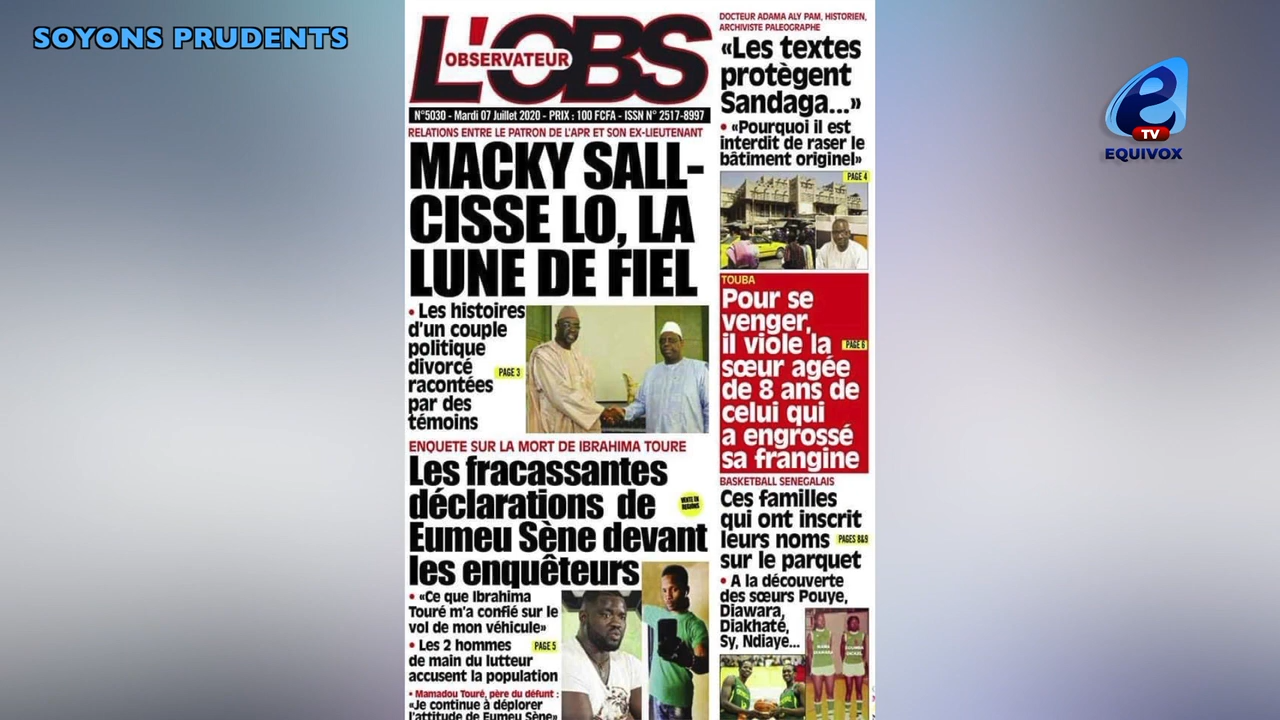 SOYONS PRUDENTS
L'OBS
OBSERVATEUR
N°5030 - Mardi 07 Juillet 2020 - PRIX : 100 FCFA - ISSN N° 2517-8997
RELATIONS ENTRE LE PATRON DE L'APR ET SON EX-LIEUTENANT
MACKY SALL-
CISSE LO, LA
LUNE DE FIEL
• Les histoires
d'un couple
politique
divorcé
racontées
par des
témoins
PAGE 3
ENQUETE SUR LA MORT DE IBRAHIMA TOURE
Les fracassantes
déclarations de
Eumeu Sène devant
les enquêteurs
VENTE EN
REGIONS
• «Ce que Ibrahima
Touré m'a confié sur le
vol de mon véhicule»
• Les 2 hommes
de main du lutteur
accusent la population
PAGE 5
• Mamadou Touré, père du défunt :
«Je continue à déplorer
l'attitude de Eumeu Sène»
DOCTEUR ADAMA ALY PAM, HISTORIEN,
ARCHIVISTE PALEOGRAPHE
«Les textes
protègent
Sandaga...»
• «Pourquoi il est
interdit de raser le
bâtiment originel»
PAGE 4
TOUBA
Pour se
venger,
il viole la
sœur agée
de 8 ans de
celui qui
a engrossé
sa frangine
PAGE 6
BASKETBALL SENEGALAIS
Ces familles
qui ont inscrit
leurs noms
sur le parquet
PAGES 8&9
• A la découverte
des sœurs Pouye,
Diawara,
Diakhaté,
Sy, Ndiaye...
e
TV
EQUIVOX